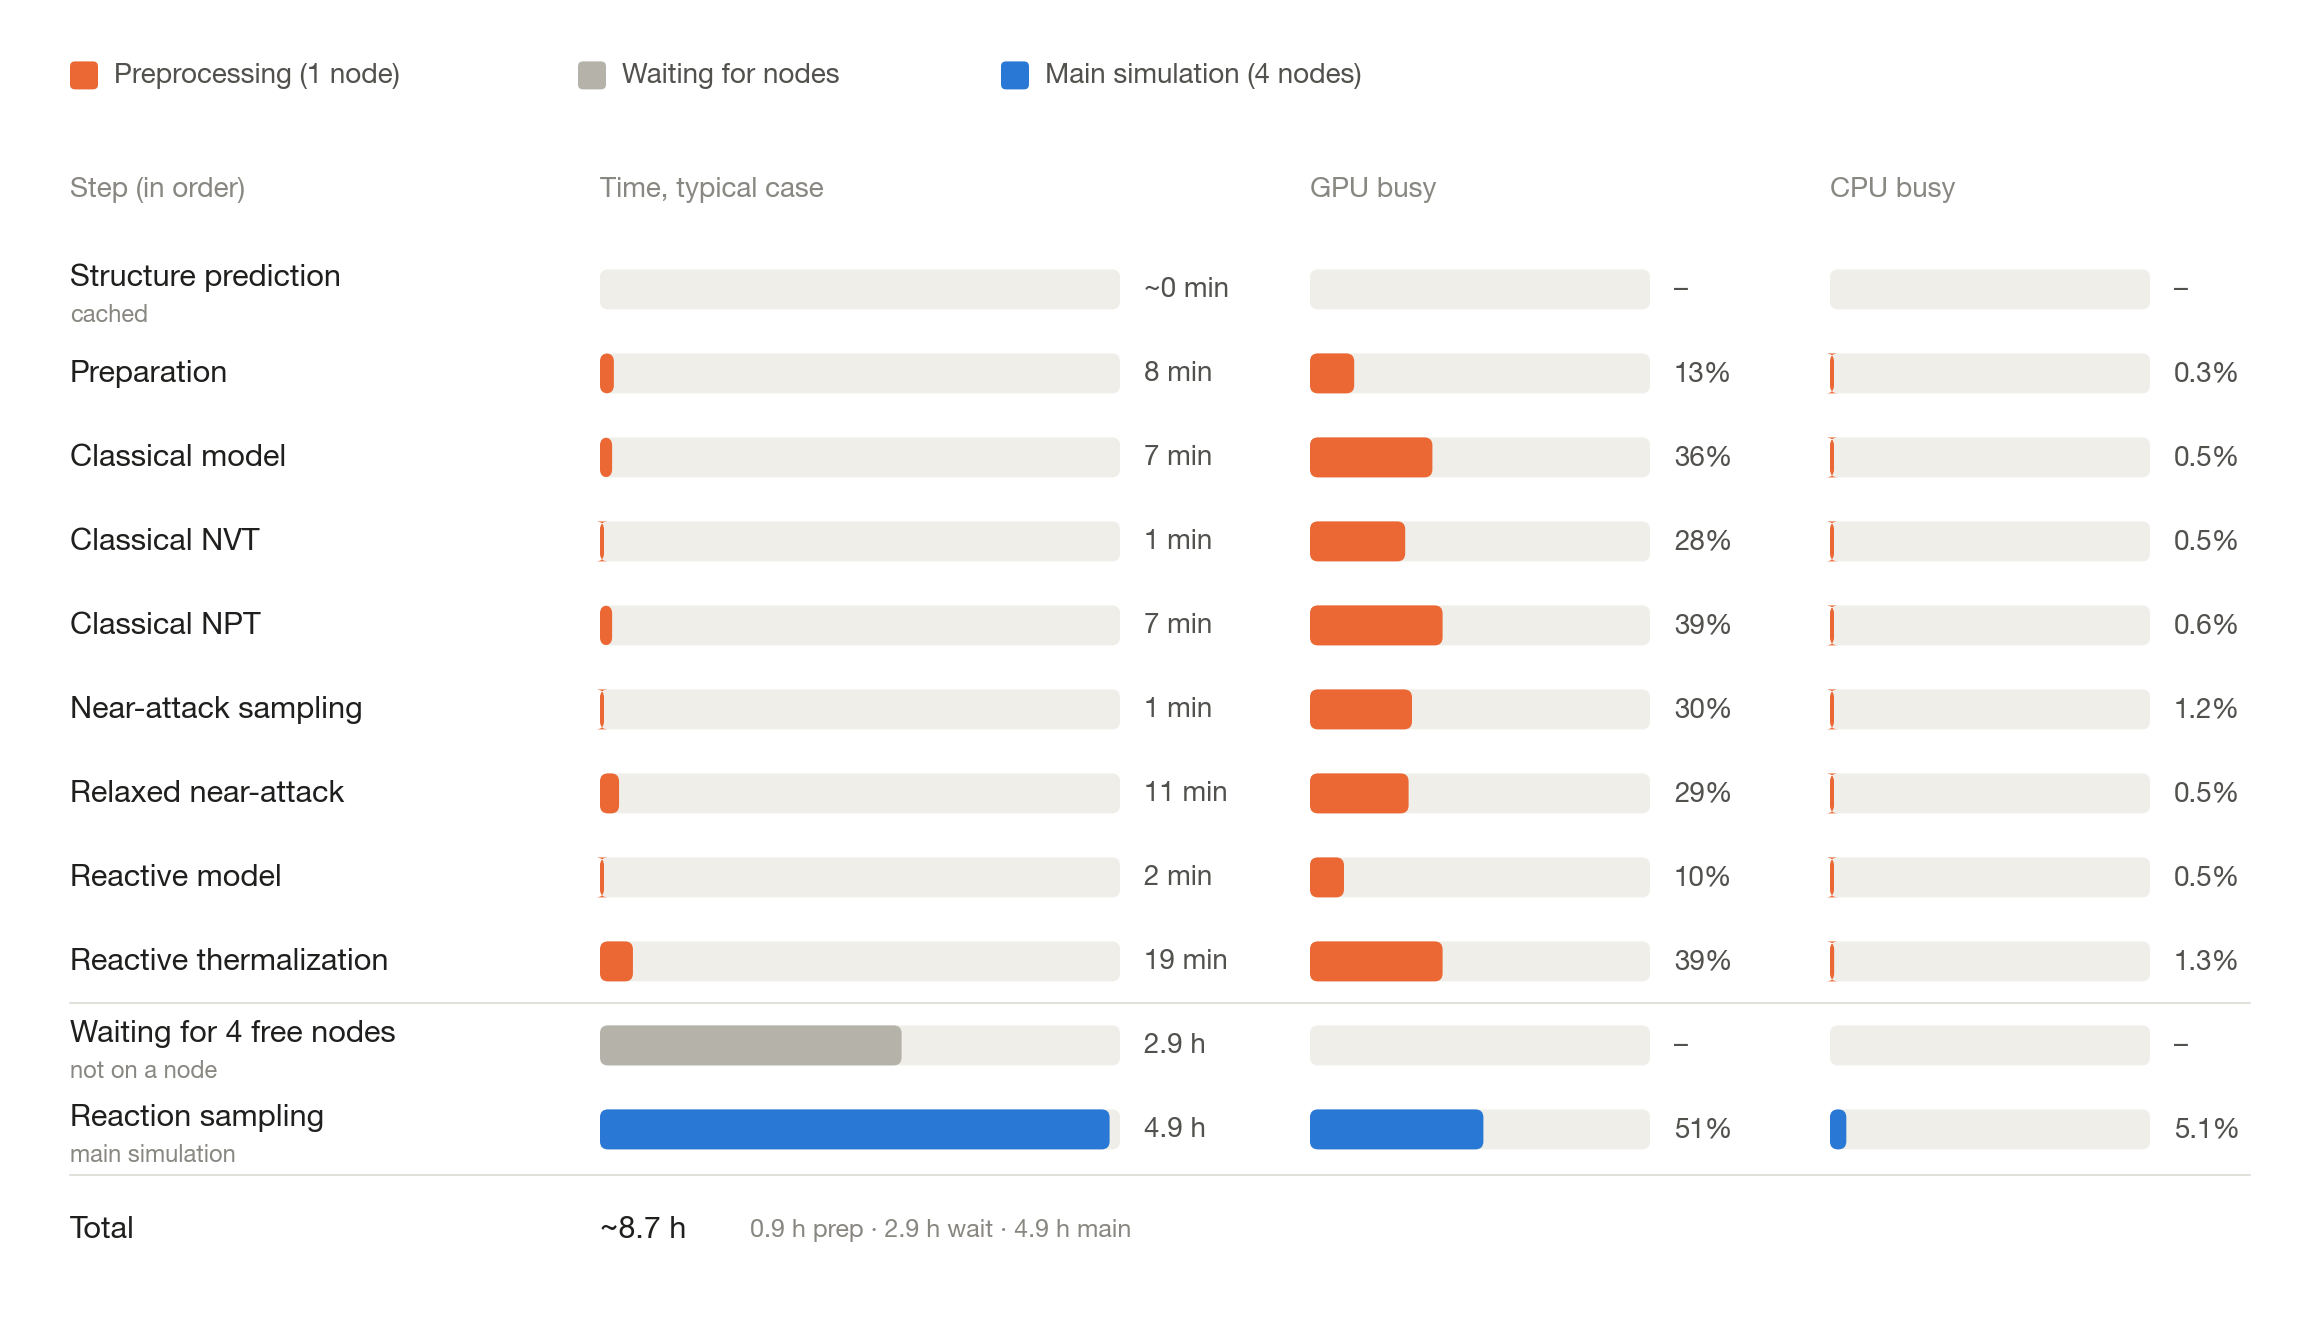 Preprocessing (1 node) Waiting for nodes Main simulation (4 nodes)
Step (in order) Time, typical case GPU busy CPU busy
Structure prediction ~0 min – –
cached
Preparation 8 min 13% 0.3%
Classical model 7 min 36% 0.5%
Classical NVT 1 min 28% 0.5%
Classical NPT 7 min 39% 0.6%
Near-attack sampling 1 min 30% 1.2%
Relaxed near-attack 11 min 29% 0.5%
Reactive model 2 min 10% 0.5%
Reactive thermalization 19 min 39% 1.3%
Waiting for 4 free nodes 2.9 h – –
not on a node
Reaction sampling 4.9 h 51% 5.1%
main simulation
Total ~8.7 h 0.9 h prep · 2.9 h wait · 4.9 h main